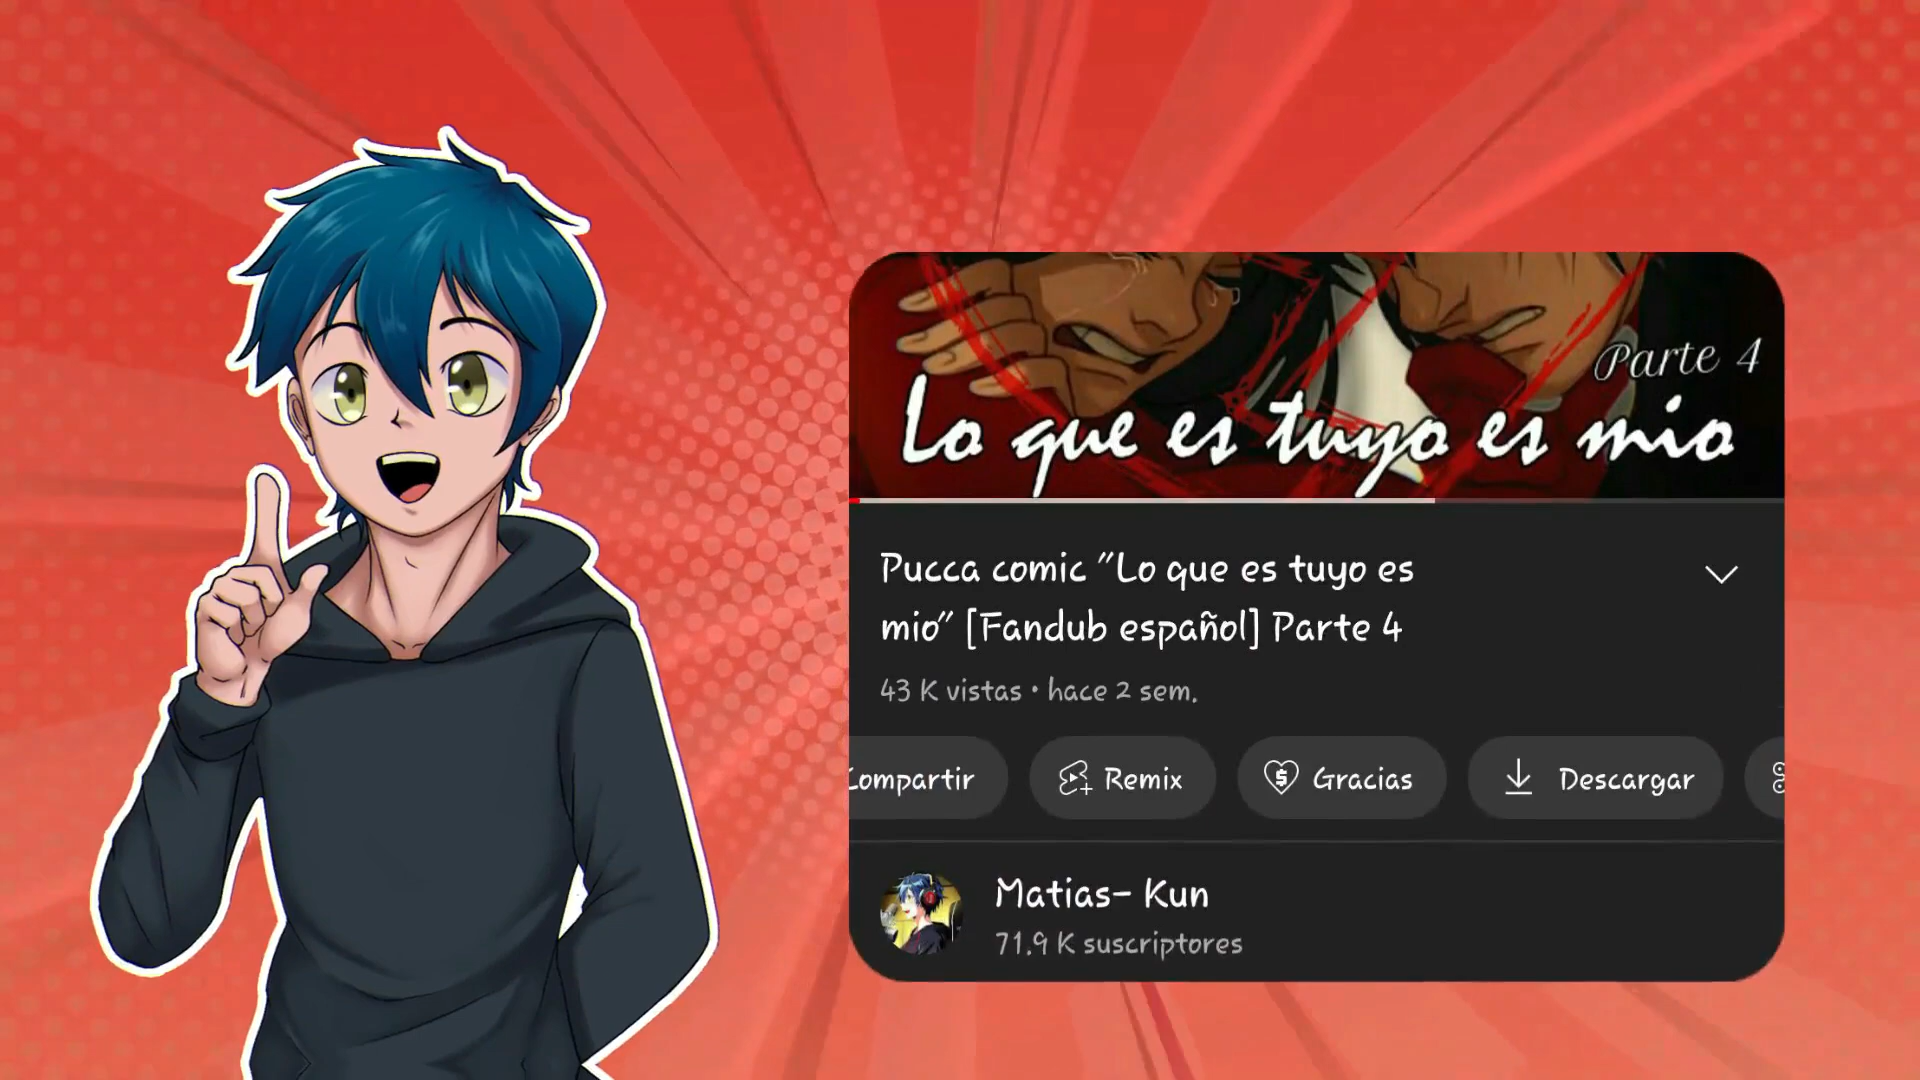 Parte 4
Lo que es tuyo es mio
Pucca comic "Lo que es tuyo es
mio" [Fandub español] Parte 4
43 K vistas • hace 2 sem.
Compartir Remix Gracias Descargar
Matias- Kun
71.9 K suscriptores